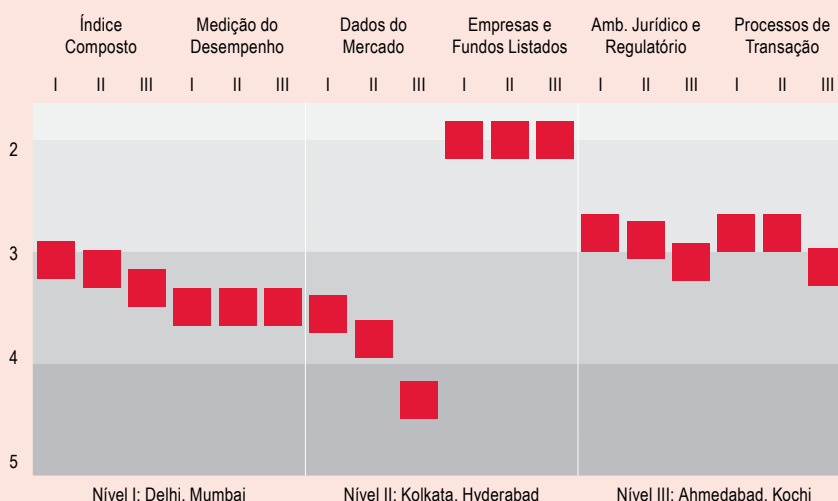 Índice
Composto
Medição do
Desempenho
Dados do
Mercado
Empresas e
Fundos Listados
Amb. Jurídico e
Regulatório
Processos de
Transação
I II III I II III I II III I II III I II III I II III
2
3
4
5
Nível I: Delhi, Mumbai
Nível II: Kolkata, Hyderabad
Nível III: Ahmedabad, Kochi